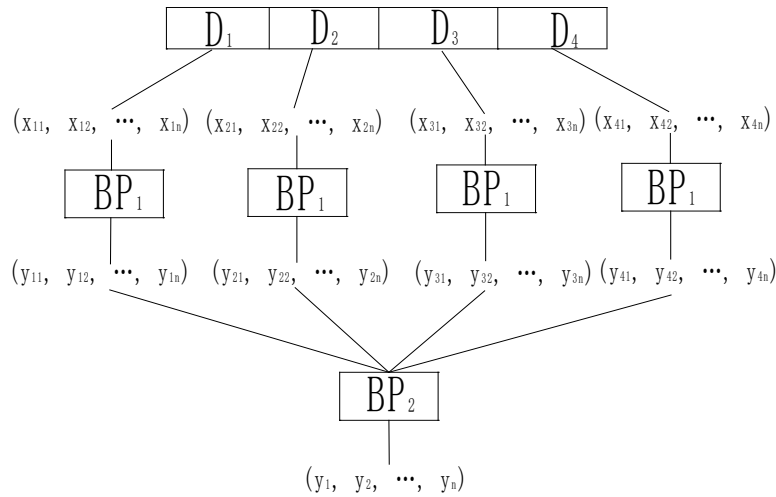 D₁ D₂ D₃ D₄
(x₁₁, x₁₂, ⋯, x₁ₙ) (x₂₁, x₂₂, ⋯, x₂ₙ) (x₃₁, x₃₂, ⋯, x₃ₙ) (x₄₁, x₄₂, ⋯, x₄ₙ)
BP₁ BP₁ BP₁ BP₁
(y₁₁, y₁₂, ⋯, y₁ₙ) (y₂₁, y₂₂, ⋯, y₂ₙ) (y₃₁, y₃₂, ⋯, y₃ₙ) (y₄₁, y₄₂, ⋯, y₄ₙ)
BP₂
(y₁, y₂, ⋯, yₙ)